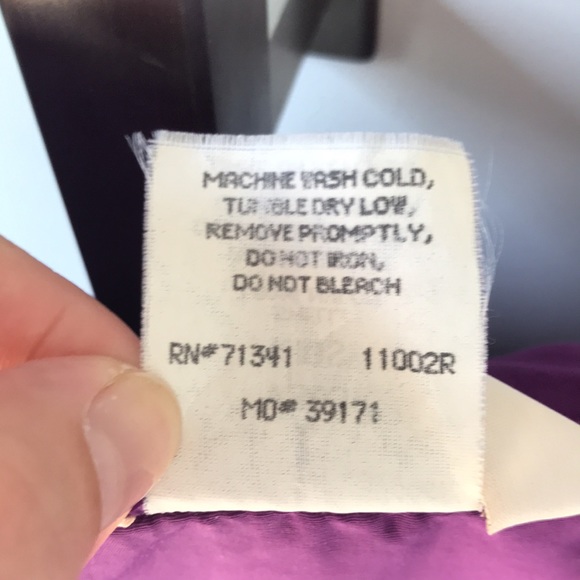 MACHINE WASH COLD,
TUMBLE DRY LOW,
REMOVE PROMPTLY,
DO NOT IRON,
DO NOT BLEACH
RN#71341 11002R
MO# 39171